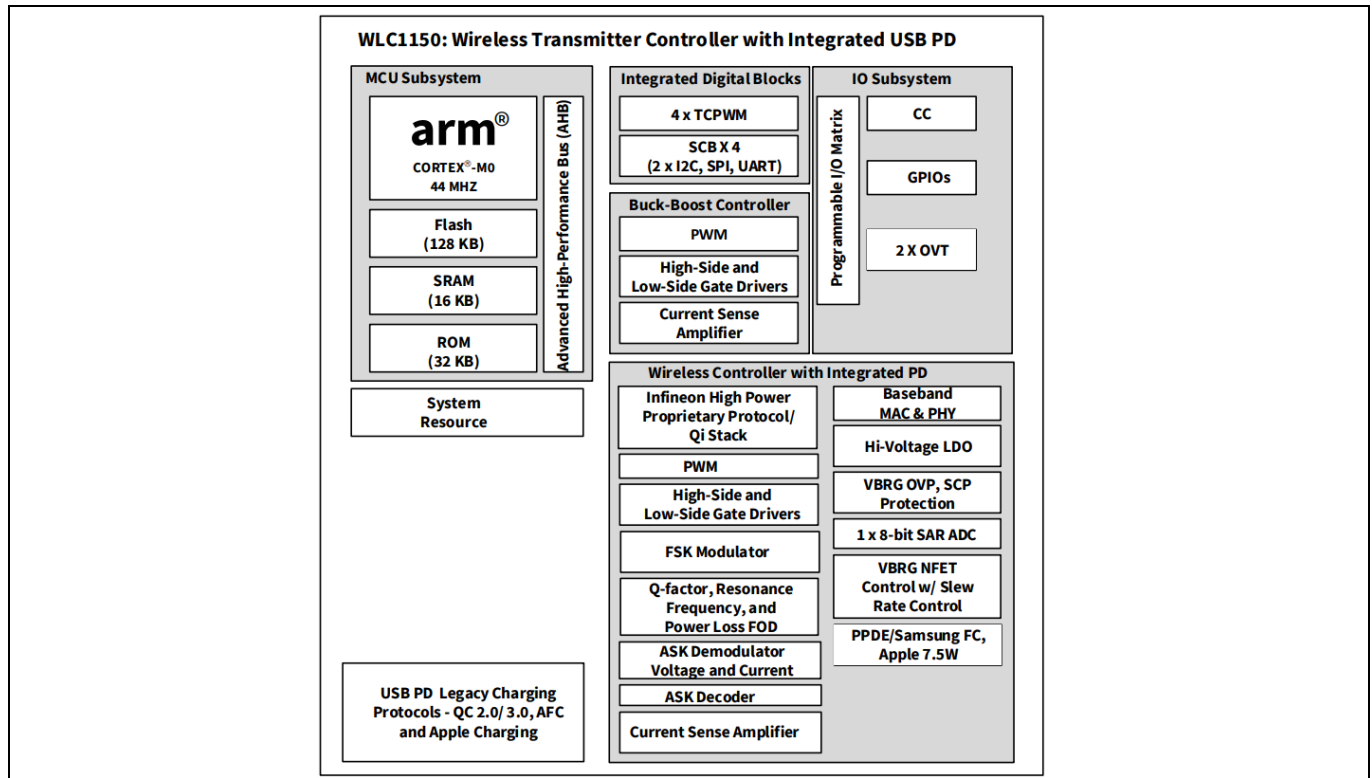 WLC1150: Wireless Transmitter Controller with Integrated USB PD
MCU Subsystem
arm®
CORTEX®-M0
44 MHZ
Flash
(128 KB)
SRAM
(16 KB)
ROM
(32 KB)
Advanced High-Performance Bus (AHB)
System
Resource
USB PD Legacy Charging
Protocols - QC 2.0/ 3.0, AFC
and Apple Charging
Integrated Digital Blocks
4 x TCPWM
SCB X 4
(2 x I2C, SPI, UART)
Buck-Boost Controller
PWM
High-Side and
Low-Side Gate Drivers
Current Sense
Amplifier
IO Subsystem
Programmable I/O Matrix
CC
GPIOs
2 X OVT
Wireless Controller with Integrated PD
Infineon High Power
Proprietary Protocol/
Qi Stack
PWM
High-Side and
Low-Side Gate Drivers
FSK Modulator
Q-factor, Resonance
Frequency, and
Power Loss FOD
ASK Demodulator
Voltage and Current
ASK Decoder
Current Sense Amplifier
Baseband
MAC & PHY
Hi-Voltage LDO
VBRG OVP, SCP
Protection
1 x 8-bit SAR ADC
VBRG NFET
Control w/ Slew
Rate Control
PPDE/Samsung FC,
Apple 7.5W